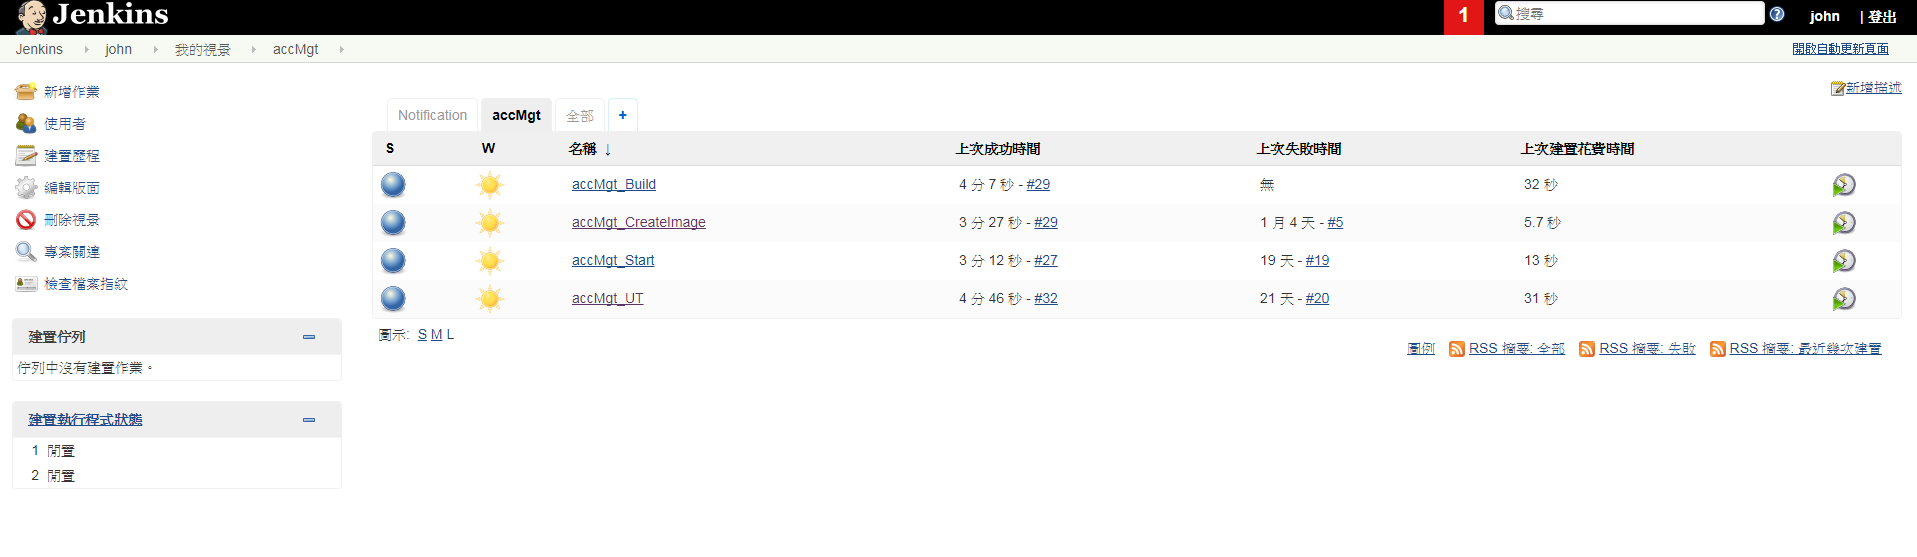 Jenkins
1
搜尋
john
| 登出
Jenkins
john
我的視景
accMgt
開啟自動更新頁面
新增作業
使用者
建置歷程
編輯版面
刪除視景
專案關連
檢查檔案指紋
建置佇列
佇列中沒有建置作業。
建置執行程式狀態
1 閒置
2 閒置
新增描述
Notification
accMgt
全部
+
S W 名稱 ↓ 上次成功時間 上次失敗時間 上次建置花費時間
accMgt_Build 4 分 7 秒 - #29 無 32 秒
accMgt_CreateImage 3 分 27 秒 - #29 1 月 4 天 - #5 5.7 秒
accMgt_Start 3 分 12 秒 - #27 19 天 - #19 13 秒
accMgt_UT 4 分 46 秒 - #32 21 天 - #20 31 秒
圖示: S M L
圖例 RSS 摘要: 全部 RSS 摘要: 失敗 RSS 摘要: 最近幾次建置